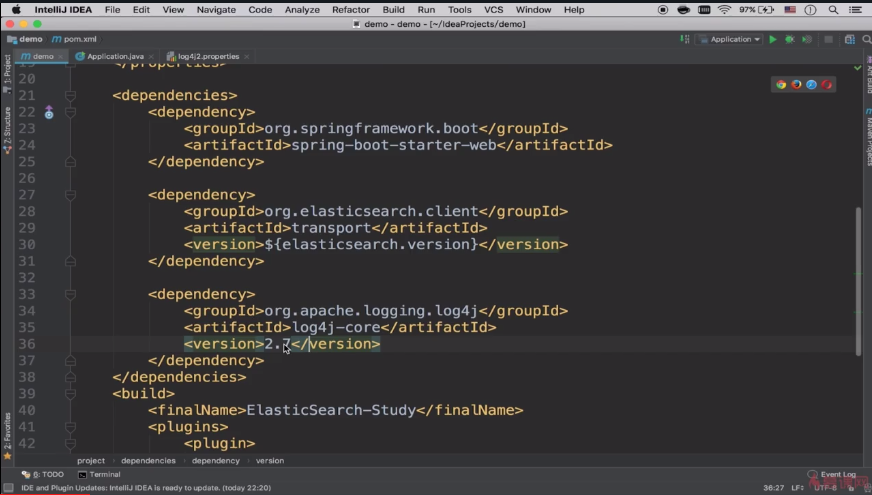 IntelliJ IDEA File Edit View Navigate Code Analyze Refactor Build Run Tools VCS Window Help 97%
demo - demo - [~/IdeaProjects/demo]
demo pom.xml Application
demo Application.java log4j2.properties
19 </properties>
20
21 <dependencies>
22 <dependency>
23 <groupId>org.springframework.boot</groupId>
24 <artifactId>spring-boot-starter-web</artifactId>
25 </dependency>
26
27 <dependency>
28 <groupId>org.elasticsearch.client</groupId>
29 <artifactId>transport</artifactId>
30 <version>${elasticsearch.version}</version>
31 </dependency>
32
33 <dependency>
34 <groupId>org.apache.logging.log4j</groupId>
35 <artifactId>log4j-core</artifactId>
36 <version>2.7</version>
37 </dependency>
38 </dependencies>
39 <build>
40 <finalName>ElasticSearch-Study</finalName>
41 <plugins>
42 <plugin>
1: Project
7: Structure
2: Favorites
Ant Build
Maven Projects
project dependencies dependency version
6: TODO Terminal Event Log
IDE and Plugin Updates: IntelliJ IDEA is ready to update. (today 22:20) 36:27 LF UTF-8